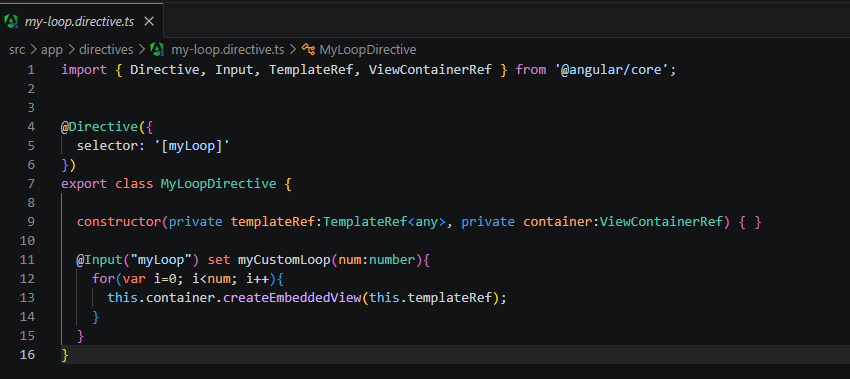 my-loop.directive.ts ×
src > app > directives > my-loop.directive.ts > MyLoopDirective
1 import { Directive, Input, TemplateRef, ViewContainerRef } from '@angular/core';
2
3
4 @Directive({
5   selector: '[myLoop]'
6 })
7 export class MyLoopDirective {
8
9   constructor(private templateRef:TemplateRef<any>, private container:ViewContainerRef) { }
10
11   @Input("myLoop") set myCustomLoop(num:number){
12     for(var i=0; i<num; i++){
13       this.container.createEmbeddedView(this.templateRef);
14     }
15   }
16 }